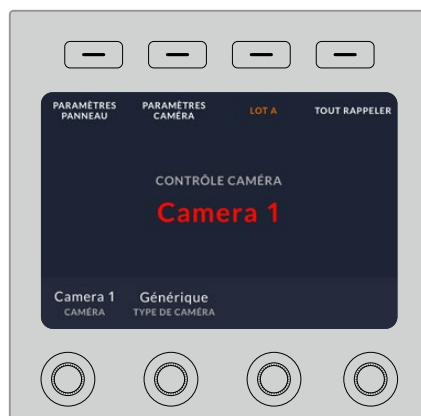 PARAMÈTRES PANNEAU
PARAMÈTRES CAMÉRA
LOT A
TOUT RAPPELER
CONTRÔLE CAMÉRA
Camera 1
Camera 1
CAMÉRA
Générique
TYPE DE CAMÉRA